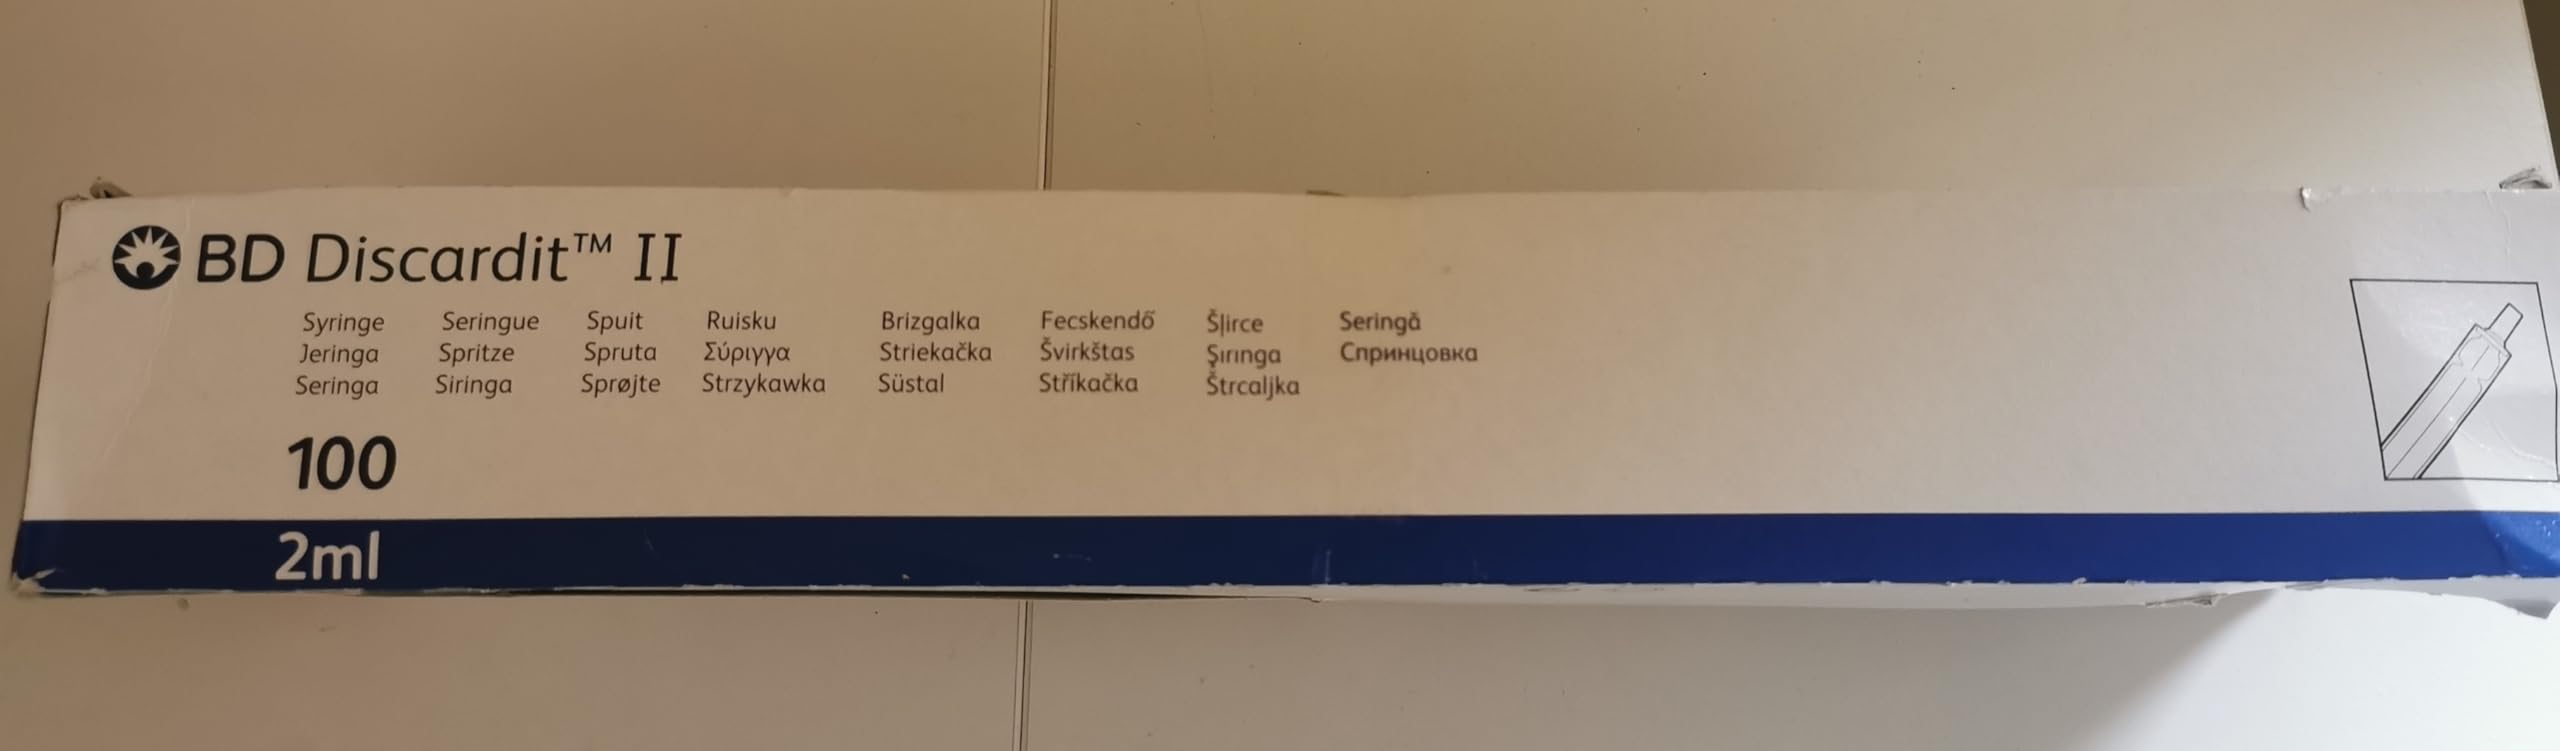 BD Discardit™ II
Syringe Seringue Spuit Ruisku Brizgalka Fecskendő Šļirce Seringă
Jeringa Spritze Spruta Σύριγγα Striekačka Švirkštas Şırınga Спринцовка
Seringa Siringa Sprøjte Strzykawka Süstal Stříkačka Štrcaljka
100
2ml